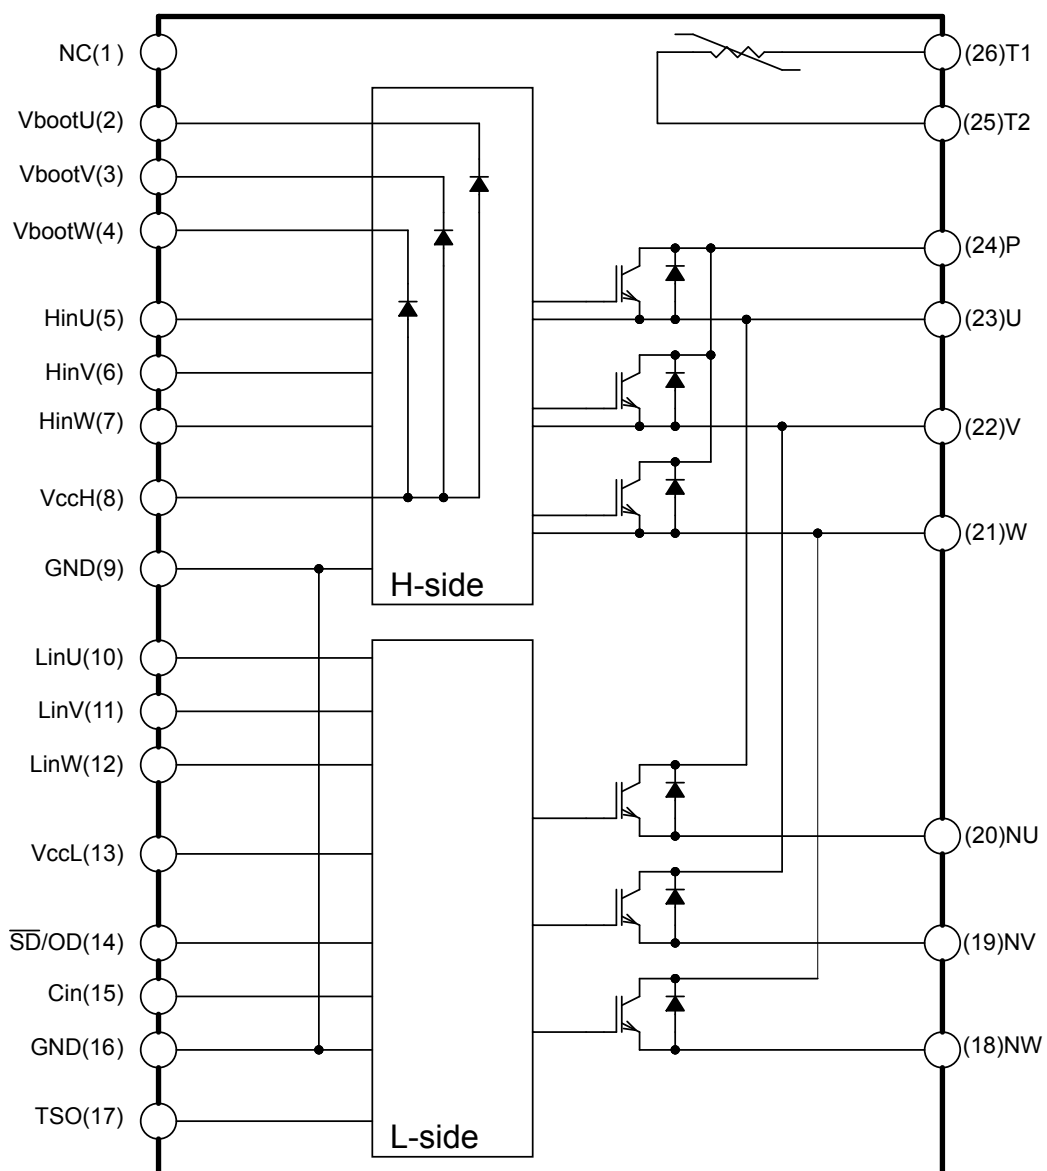 NC(1)
VbootU(2)
VbootV(3)
VbootW(4)
HinU(5)
HinV(6)
HinW(7)
VccH(8)
GND(9)
LinU(10)
LinV(11)
LinW(12)
VccL(13)
S̅D̅/OD(14)
Cin(15)
GND(16)
TSO(17)
H-side
L-side
(26)T1
(25)T2
(24)P
(23)U
(22)V
(21)W
(20)NU
(19)NV
(18)NW